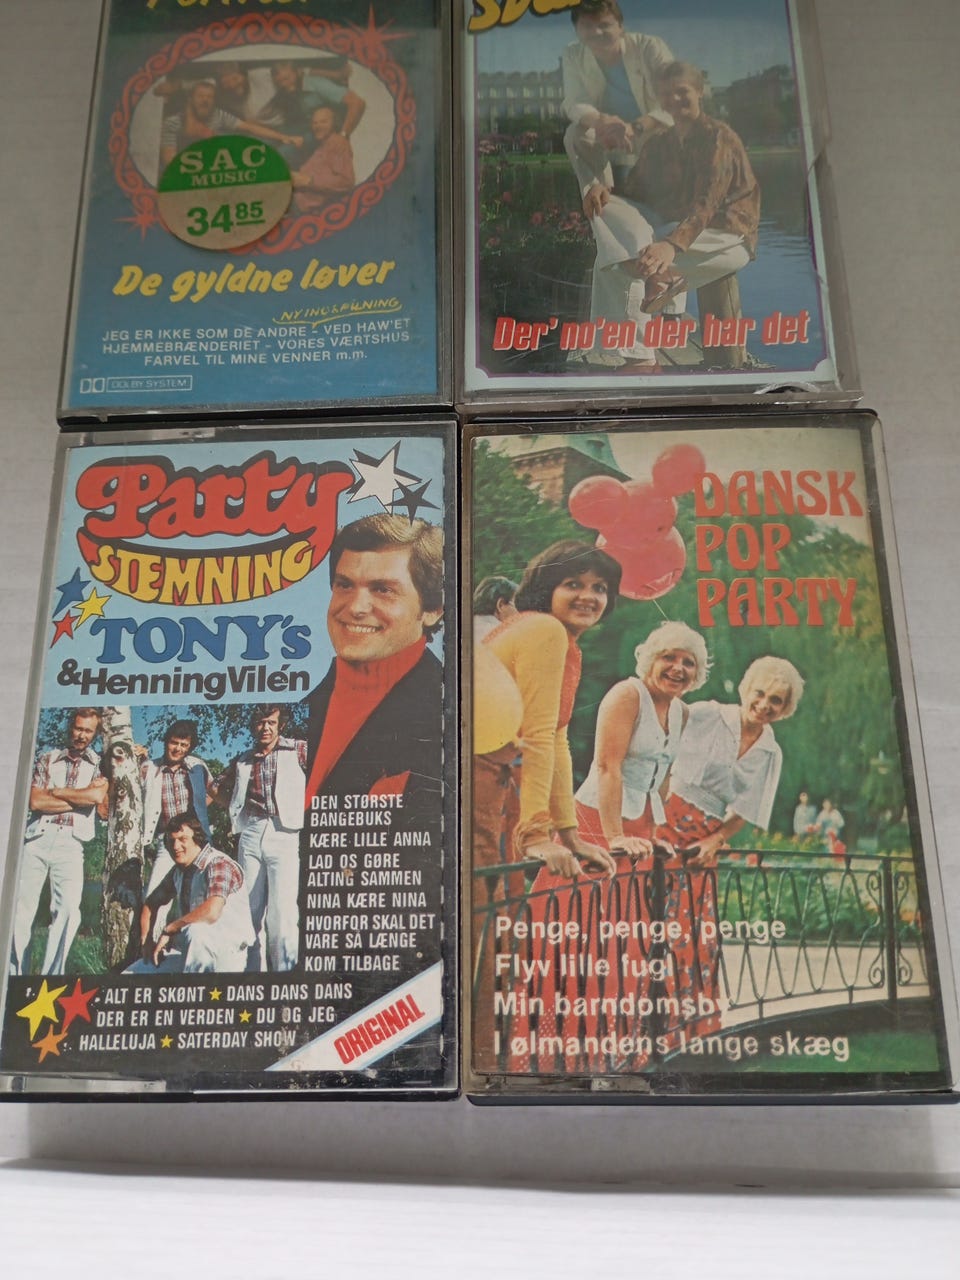 SAC
MUSIC
34 85
De gyldne løver
NY INDSPILNING
JEG ER IKKE SOM DE ANDRE - VED HAW'ET
HJEMMEBRÆNDERIET - VORES VÆRTSHUS
FARVEL TIL MINE VENNER m.m.
DOLBY SYSTEM
Der' no'en der har det
Party
STEMNING
TONY's
& Henning Vilén
DEN STØRSTE
BANGEBUKS
KÆRE LILLE ANNA
LAD OS GØRE
ALTING SAMMEN
NINA KÆRE NINA
HVORFOR SKAL DET
VARE SÅ LÆNGE
KOM TILBAGE
ALT ER SKØNT ★ DANS DANS DANS
DER ER EN VERDEN ★ DU OG JEG
HALLELUJA ★ SATERDAY SHOW
ORIGINAL
DANSK
POP
PARTY
Penge, penge, penge
Flyv lille fugl
Min barndomsby
I ølmandens lange skæg